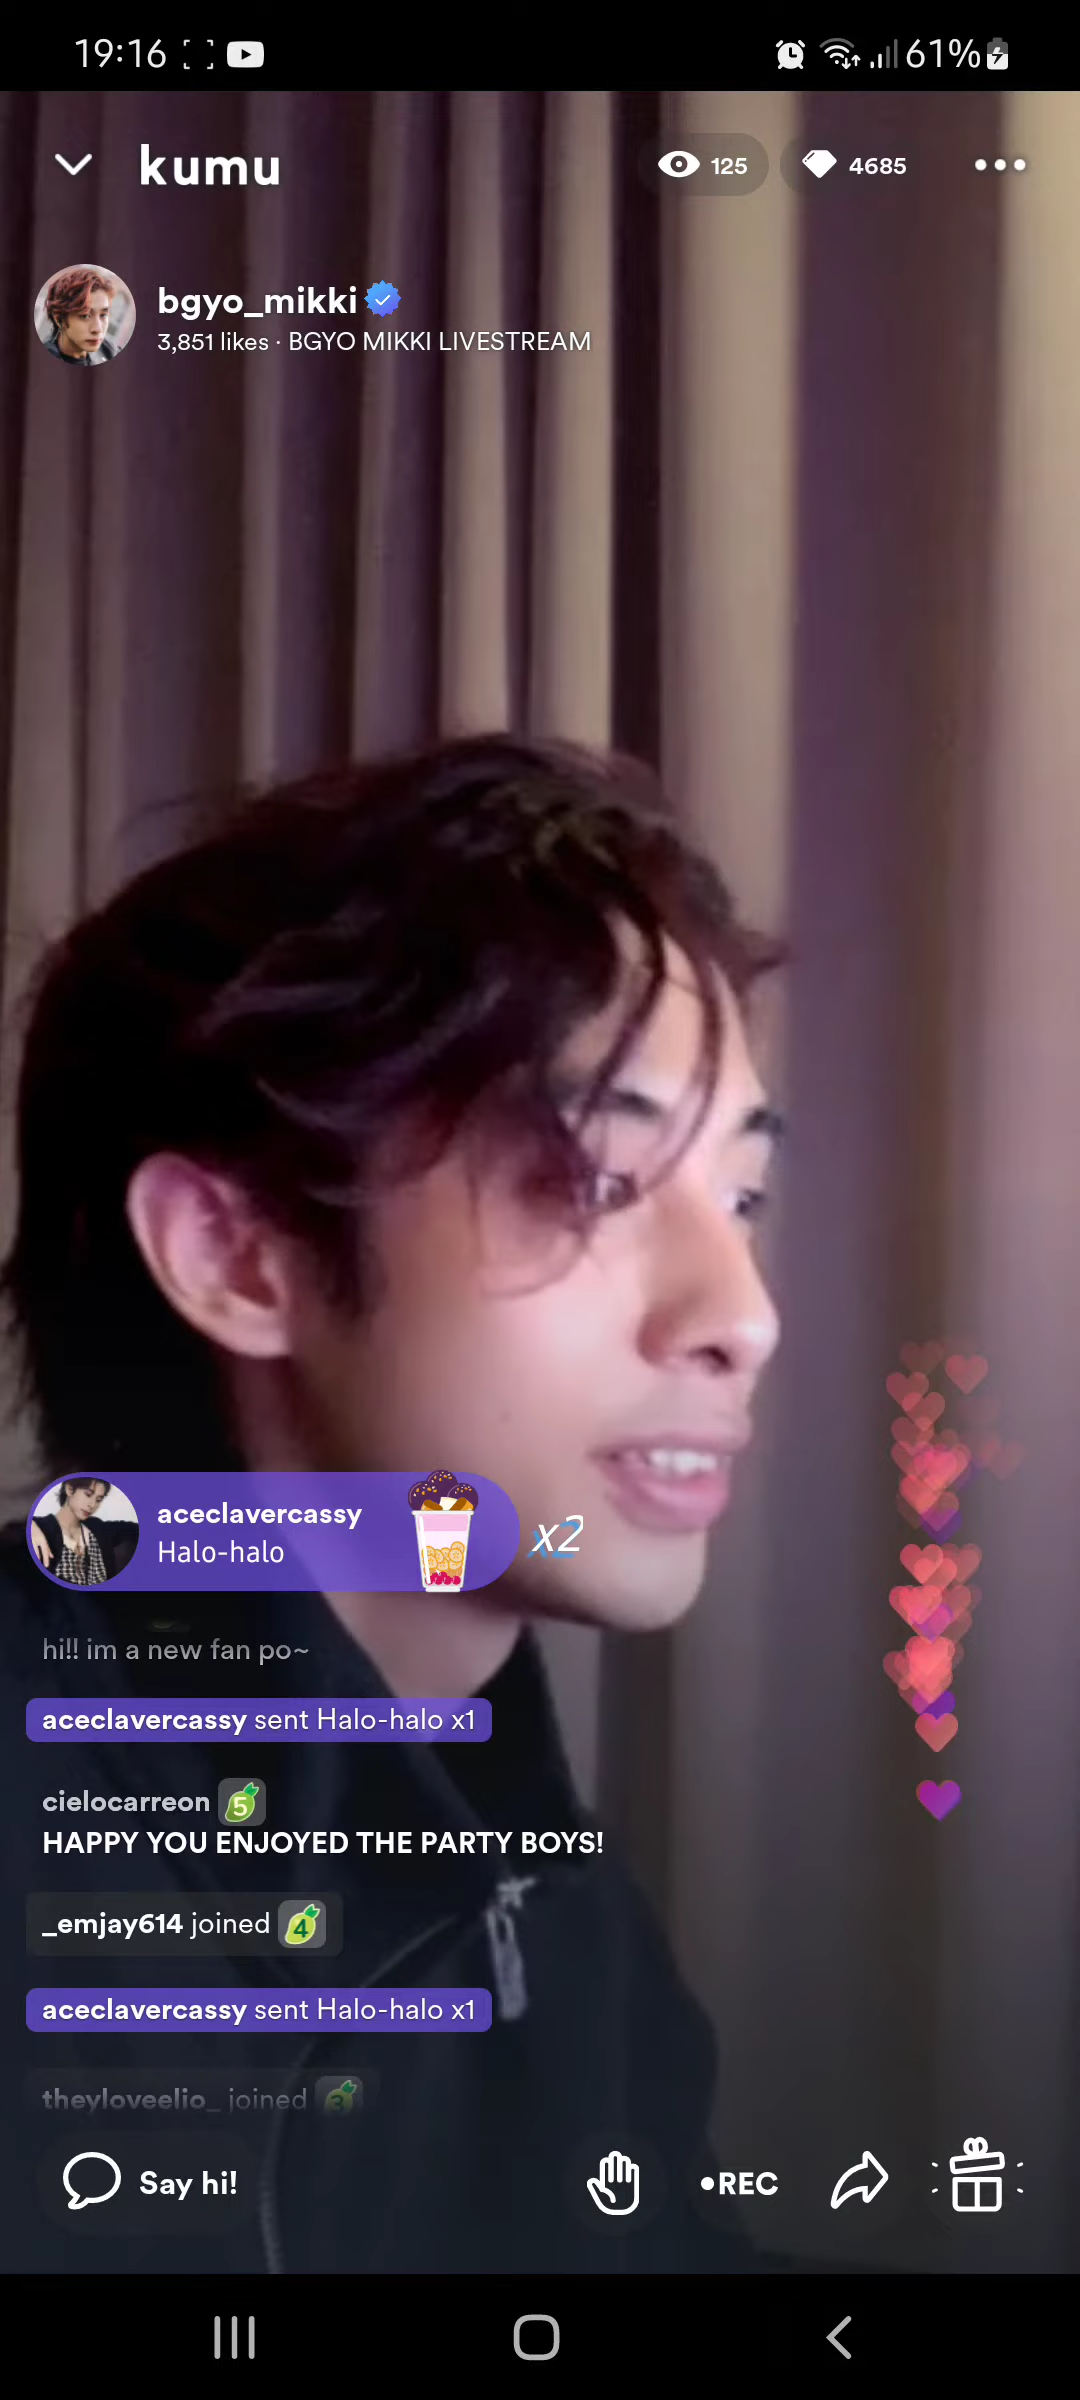 19:16
61%
kumu
125
4685
bgyo_mikki
3,851 likes · BGYO MIKKI LIVESTREAM
aceclavercassy
Halo-halo
x2
hi!! im a new fan po~
aceclavercassy sent Halo-halo x1
cielocarreon 5
HAPPY YOU ENJOYED THE PARTY BOYS!
_emjay614 joined 4
aceclavercassy sent Halo-halo x1
theyloveelio_ joined 3
Say hi!
•REC